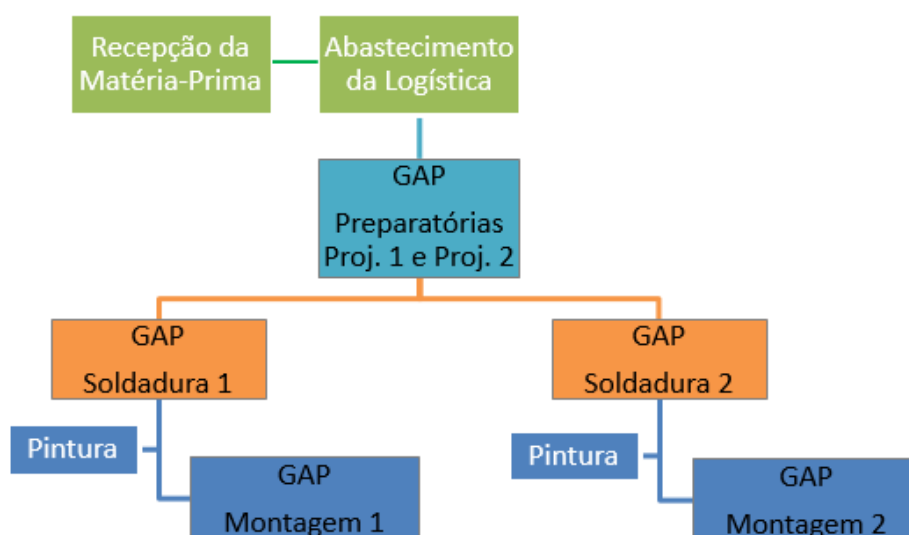 Recepção da
Matéria-Prima
Abastecimento
da Logística
GAP
Preparatórias
Proj. 1 e Proj. 2
GAP
Soldadura 1
GAP
Soldadura 2
Pintura
GAP
Montagem 1
Pintura
GAP
Montagem 2